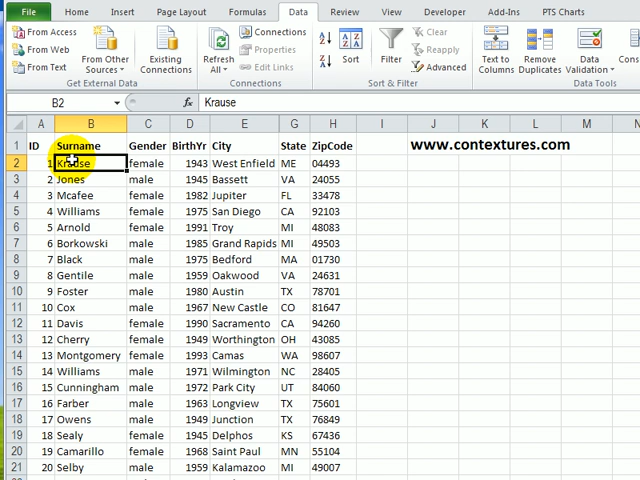 File Home Insert Page Layout Formulas Data Review View Developer Add-Ins PTS Charts
From Access
From Web
From Text
From Other Sources
Existing Connections
Get External Data
Refresh All
Connections
Properties
Edit Links
Connections
Sort
Filter
Clear
Reapply
Advanced
Sort & Filter
Text to Columns
Remove Duplicates
Data Validation
Data Tools
B2 fx Krause
A B C D E G H I J K L M
1 ID Surname Gender BirthYr City State ZipCode www.contextures.com
2 1 Krause female 1943 West Enfield ME 04493
3 2 Jones male 1945 Bassett VA 24055
4 3 Mcafee female 1982 Jupiter FL 33478
5 4 Williams female 1975 San Diego CA 92103
6 5 Arnold female 1991 Troy MI 48083
7 6 Borkowski male 1985 Grand Rapids MI 49503
8 7 Black male 1975 Bedford MA 01730
9 8 Gentile male 1959 Oakwood VA 24631
10 9 Foster male 1980 Austin TX 78701
11 10 Cox male 1967 New Castle CO 81647
12 11 Davis female 1990 Sacramento CA 94260
13 12 Cherry female 1949 Worthington OH 43085
14 13 Montgomery female 1993 Camas WA 98607
15 14 Williams male 1971 Wilmington NC 28405
16 15 Cunningham male 1972 Park City UT 84060
17 16 Farber male 1963 Longview TX 75601
18 17 Owens male 1949 Junction TX 76849
19 18 Sealy female 1945 Delphos KS 67436
20 19 Camarillo female 1968 Saint Paul MN 55104
21 20 Selby male 1959 Kalamazoo MI 49007